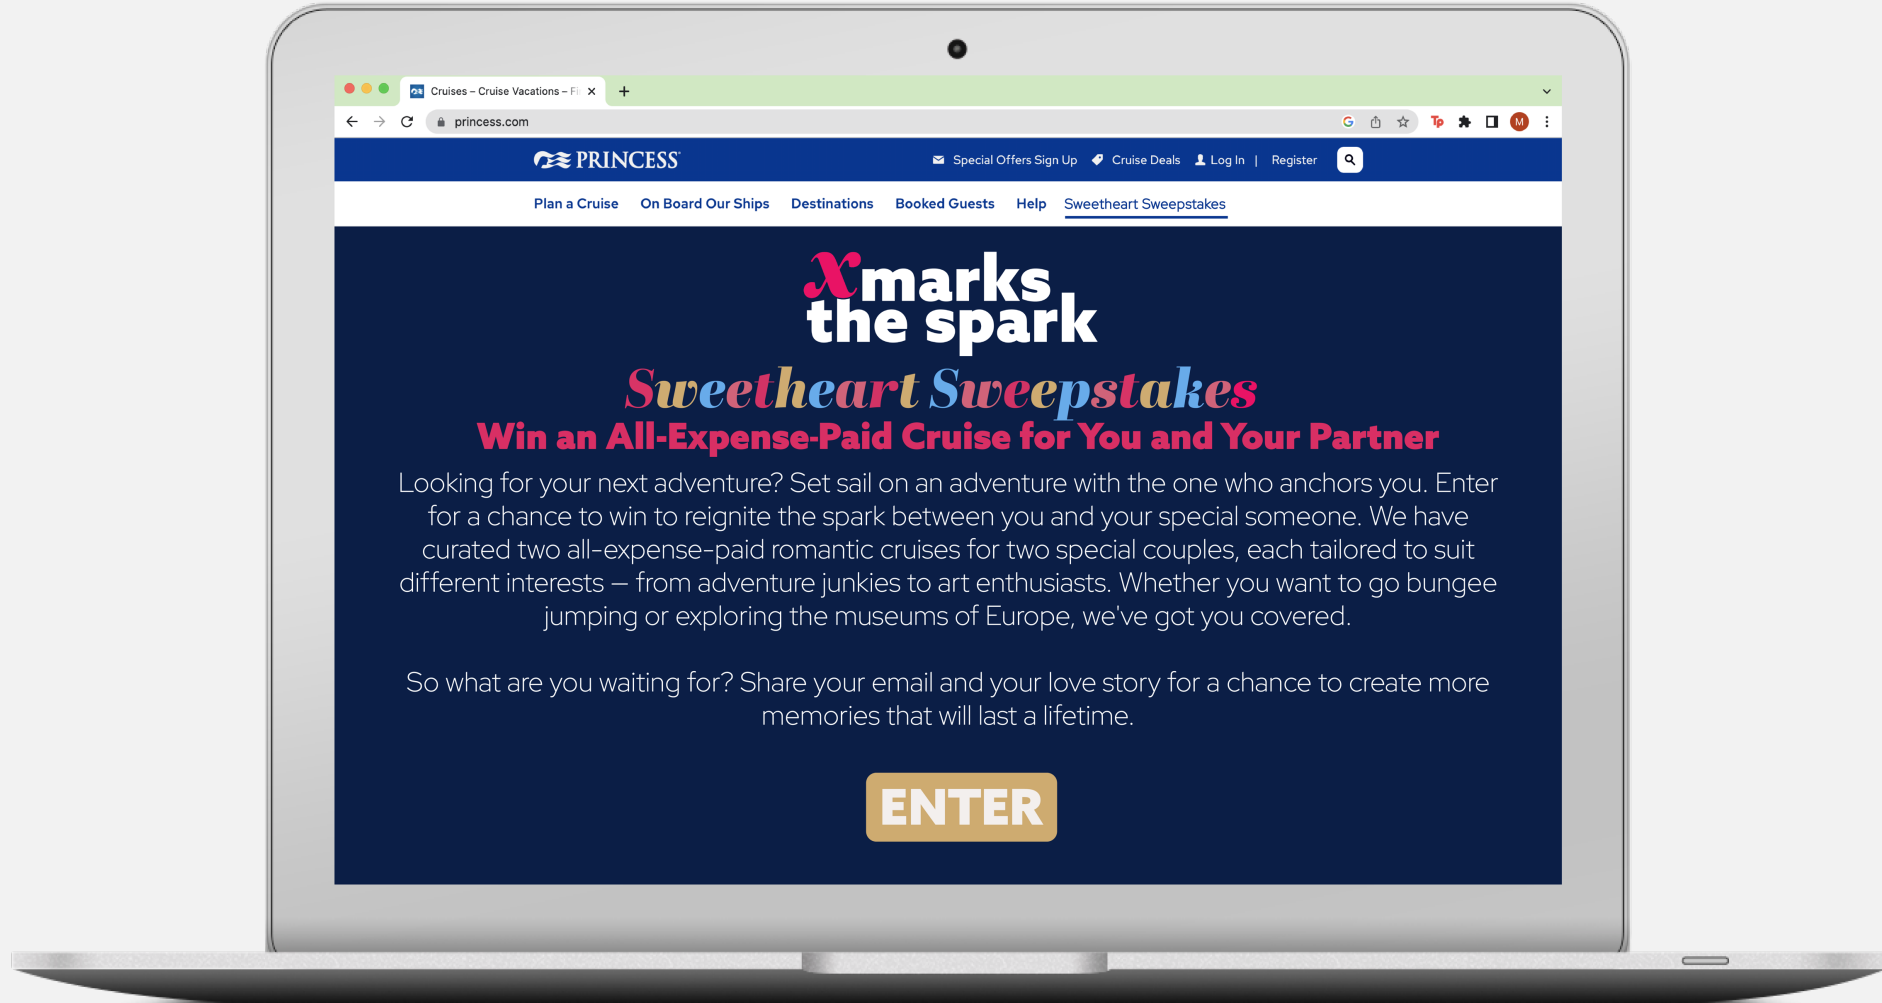 Cruises – Cruise Vacations – Fi
princess.com
M
PRINCESS
Special Offers Sign Up Cruise Deals Log In | Register
Plan a Cruise On Board Our Ships Destinations Booked Guests Help Sweetheart Sweepstakes
Xmarks
the spark
Sweetheart Sweepstakes
Win an All-Expense-Paid Cruise for You and Your Partner
Looking for your next adventure? Set sail on an adventure with the one who anchors you. Enter
for a chance to win to reignite the spark between you and your special someone. We have
curated two all-expense-paid romantic cruises for two special couples, each tailored to suit
different interests — from adventure junkies to art enthusiasts. Whether you want to go bungee
jumping or exploring the museums of Europe, we've got you covered.
So what are you waiting for? Share your email and your love story for a chance to create more
memories that will last a lifetime.
ENTER